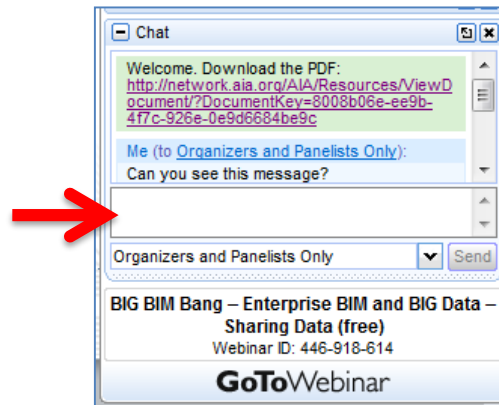 Chat
Welcome. Download the PDF:
http://network.aia.org/AIA/Resources/ViewD
ocument/?DocumentKey=8008b06e-ee9b-
4f7c-926e-0e9d6684be9c
Me (to Organizers and Panelists Only):
Can you see this message?
Organizers and Panelists Only
Send
BIG BIM Bang – Enterprise BIM and BIG Data –
Sharing Data (free)
Webinar ID: 446-918-614
GoToWebinar